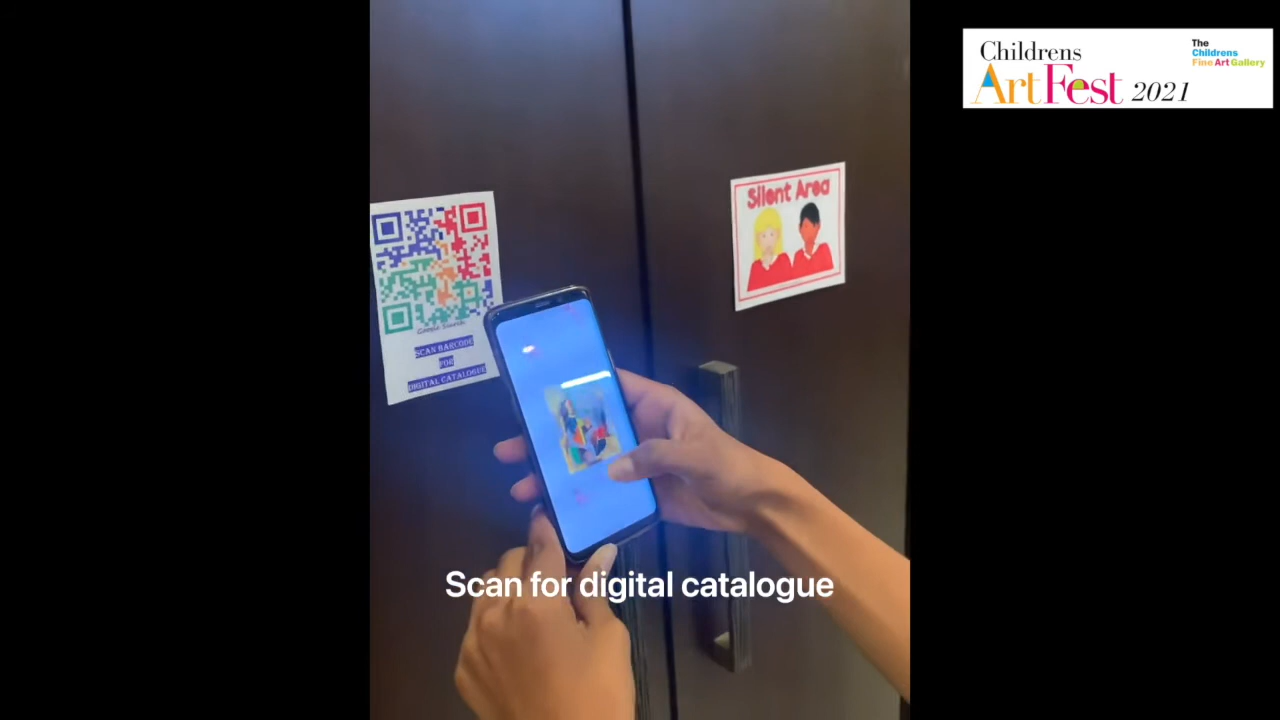 Childrens
ArtFest 2021
The
Childrens
Fine Art Gallery
Silent Area
SCAN BARCODE
FOR
DIGITAL CATALOGUE
Scan for digital catalogue